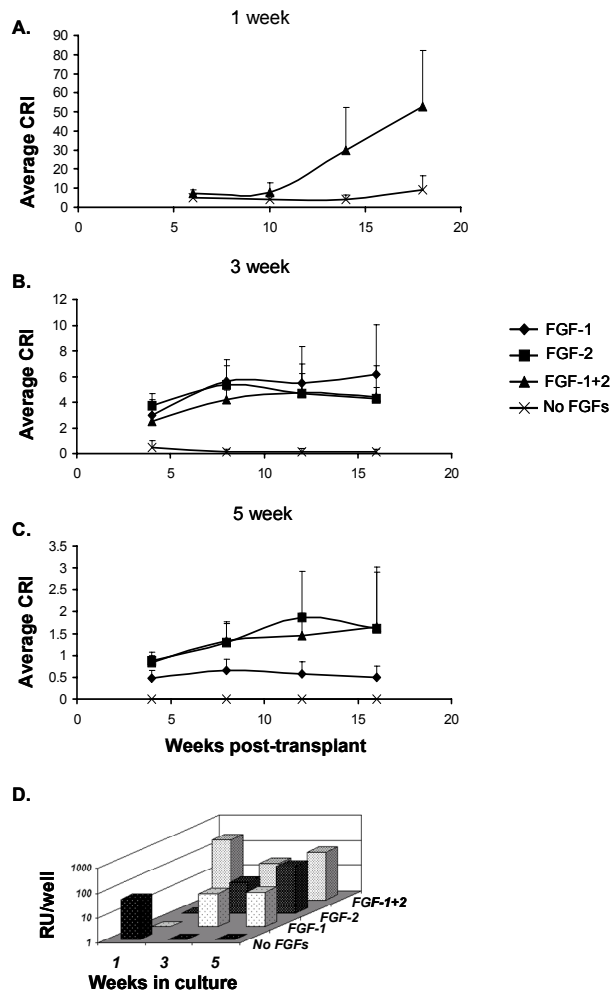 A.
1 week
90
80
70
60
50
40
30
20
10
0
Average CRI
0 5 10 15 20
B.
3 week
12
10
8
6
4
2
0
Average CRI
0 5 10 15 20
FGF-1
FGF-2
FGF-1+2
No FGFs
C.
5 week
3.5
3
2.5
2
1.5
1
0.5
0
Average CRI
0 5 10 15 20
Weeks post-transplant
D.
1000
100
10
1
RU/well
FGF-1+2
FGF-2
FGF-1
No FGFs
1 3 5
Weeks in culture